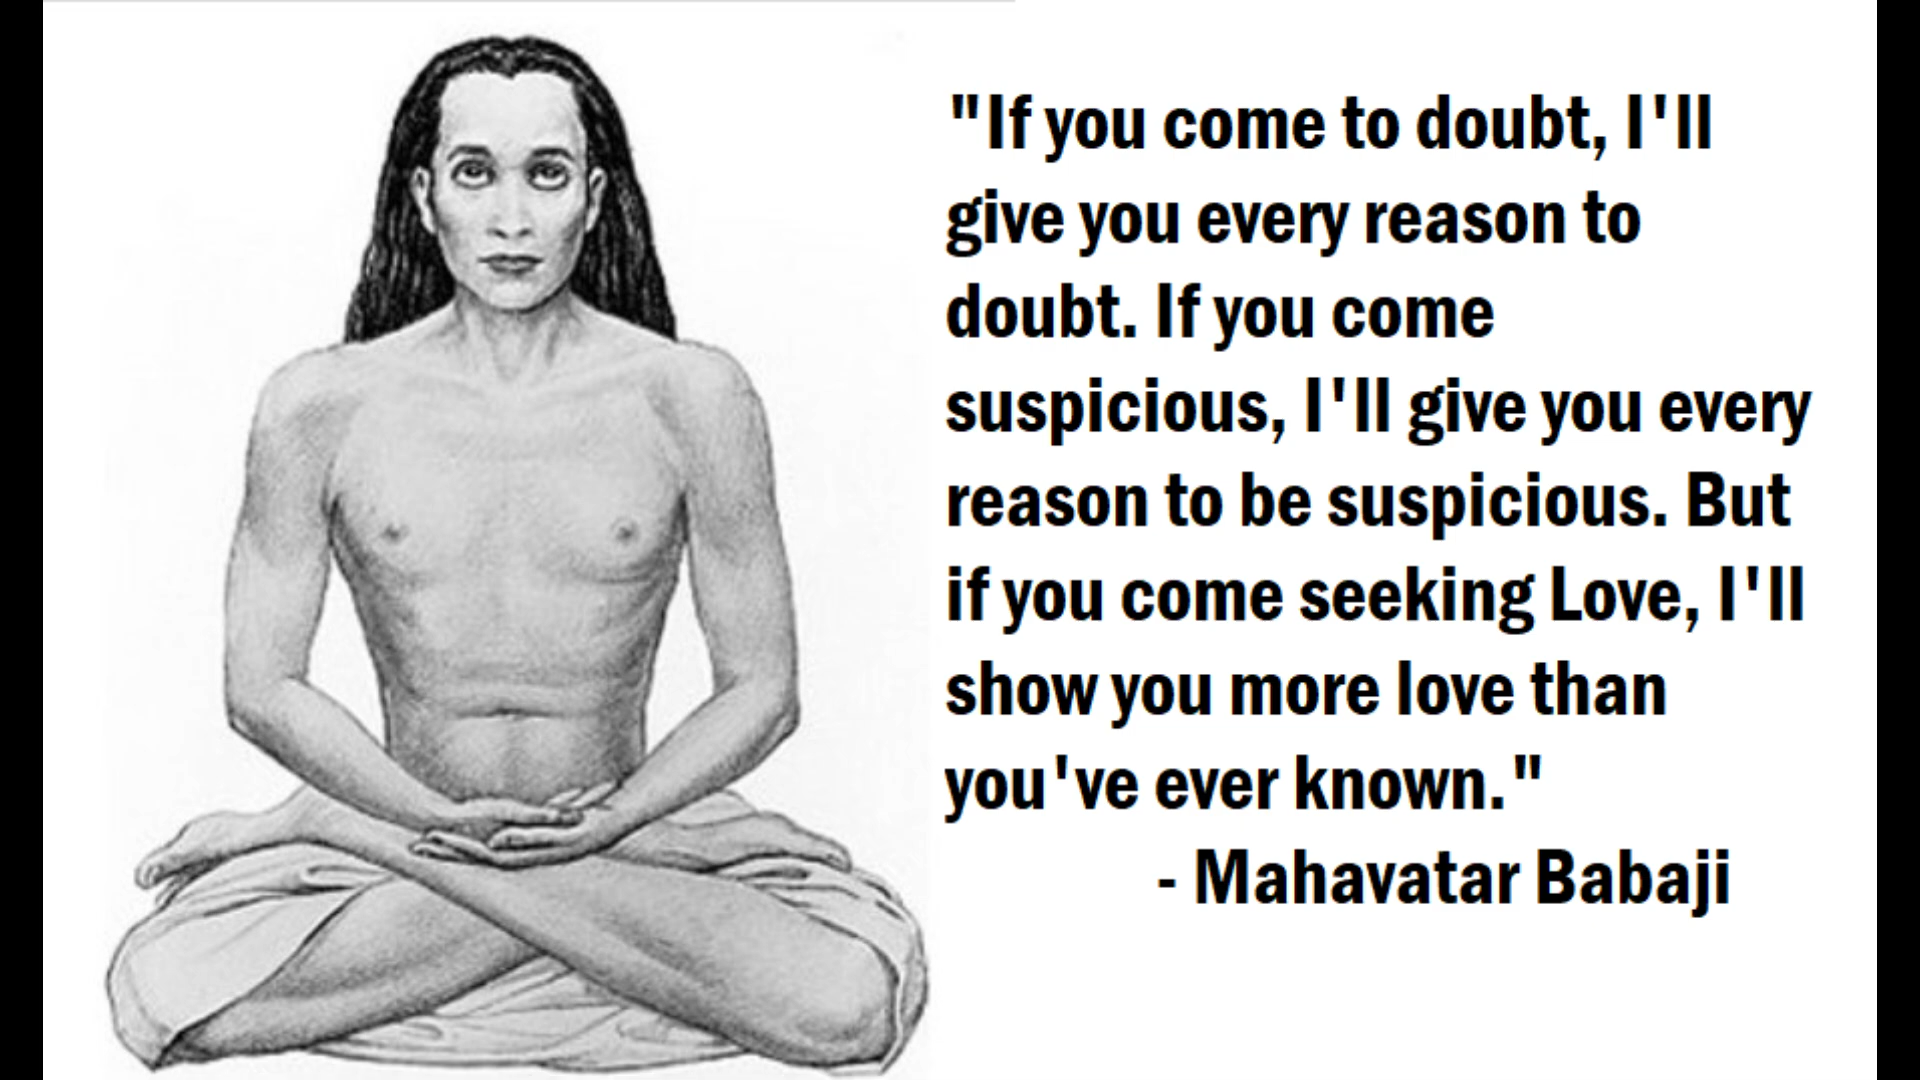 "If you come to doubt, I'll
give you every reason to
doubt. If you come
suspicious, I'll give you every
reason to be suspicious. But
if you come seeking Love, I'll
show you more love than
you've ever known."
- Mahavatar Babaji